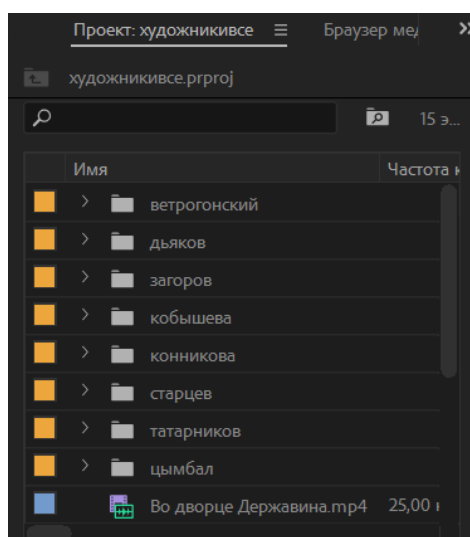 Проект: художникивсе Браузер мед
художникивсе.prproj
15 э...
Имя Частота к
ветрогонский
дьяков
загоров
кобышева
конникова
старцев
татарников
цымбал
Во дворце Державина.mp4 25,00